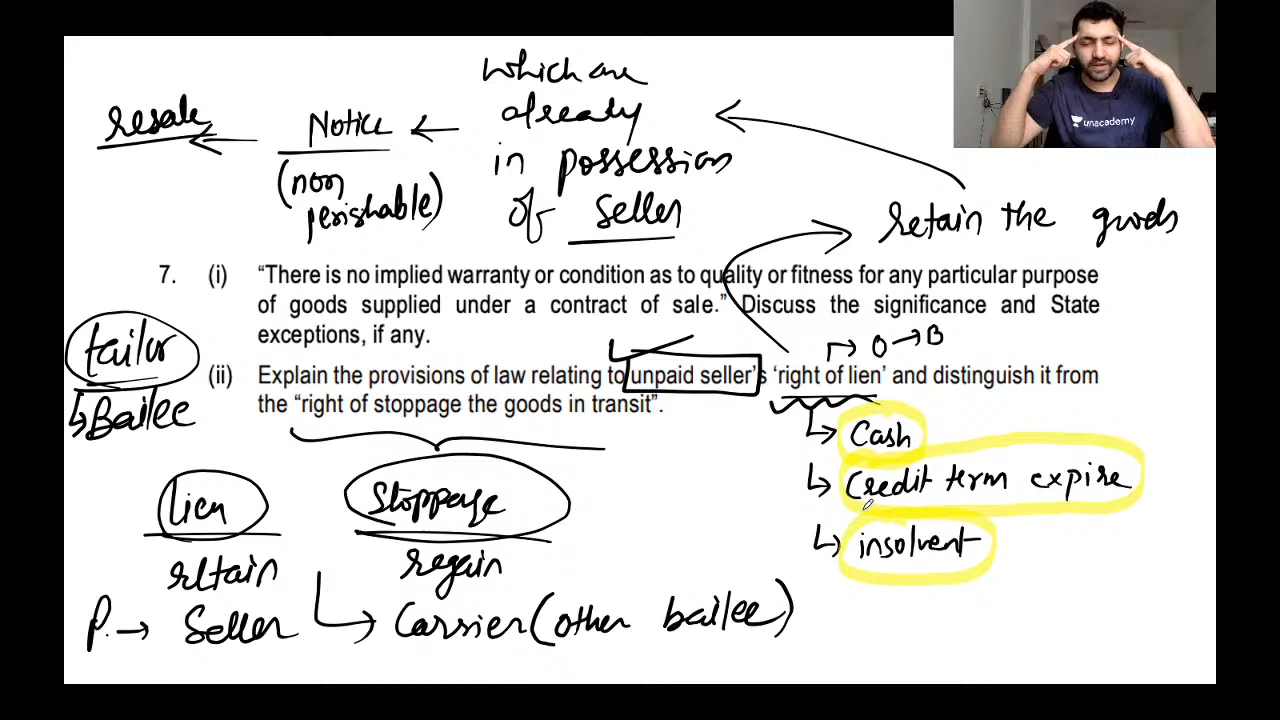 resale
Notice
(non
perishable)
which are
already
in possession
of seller
retain the goods
unacademy
7. (i) “There is no implied warranty or condition as to quality or fitness for any particular purpose
of goods supplied under a contract of sale.” Discuss the significance and State
exceptions, if any.
(ii) Explain the provisions of law relating to unpaid seller’s ‘right of lien’ and distinguish it from
the “right of stoppage the goods in transit”.
tailor
Bailee
O → B
Cash
Credit term expire
insolvent
lien
retain
P. → Seller
Stoppage
regain
Carrier (other bailee)